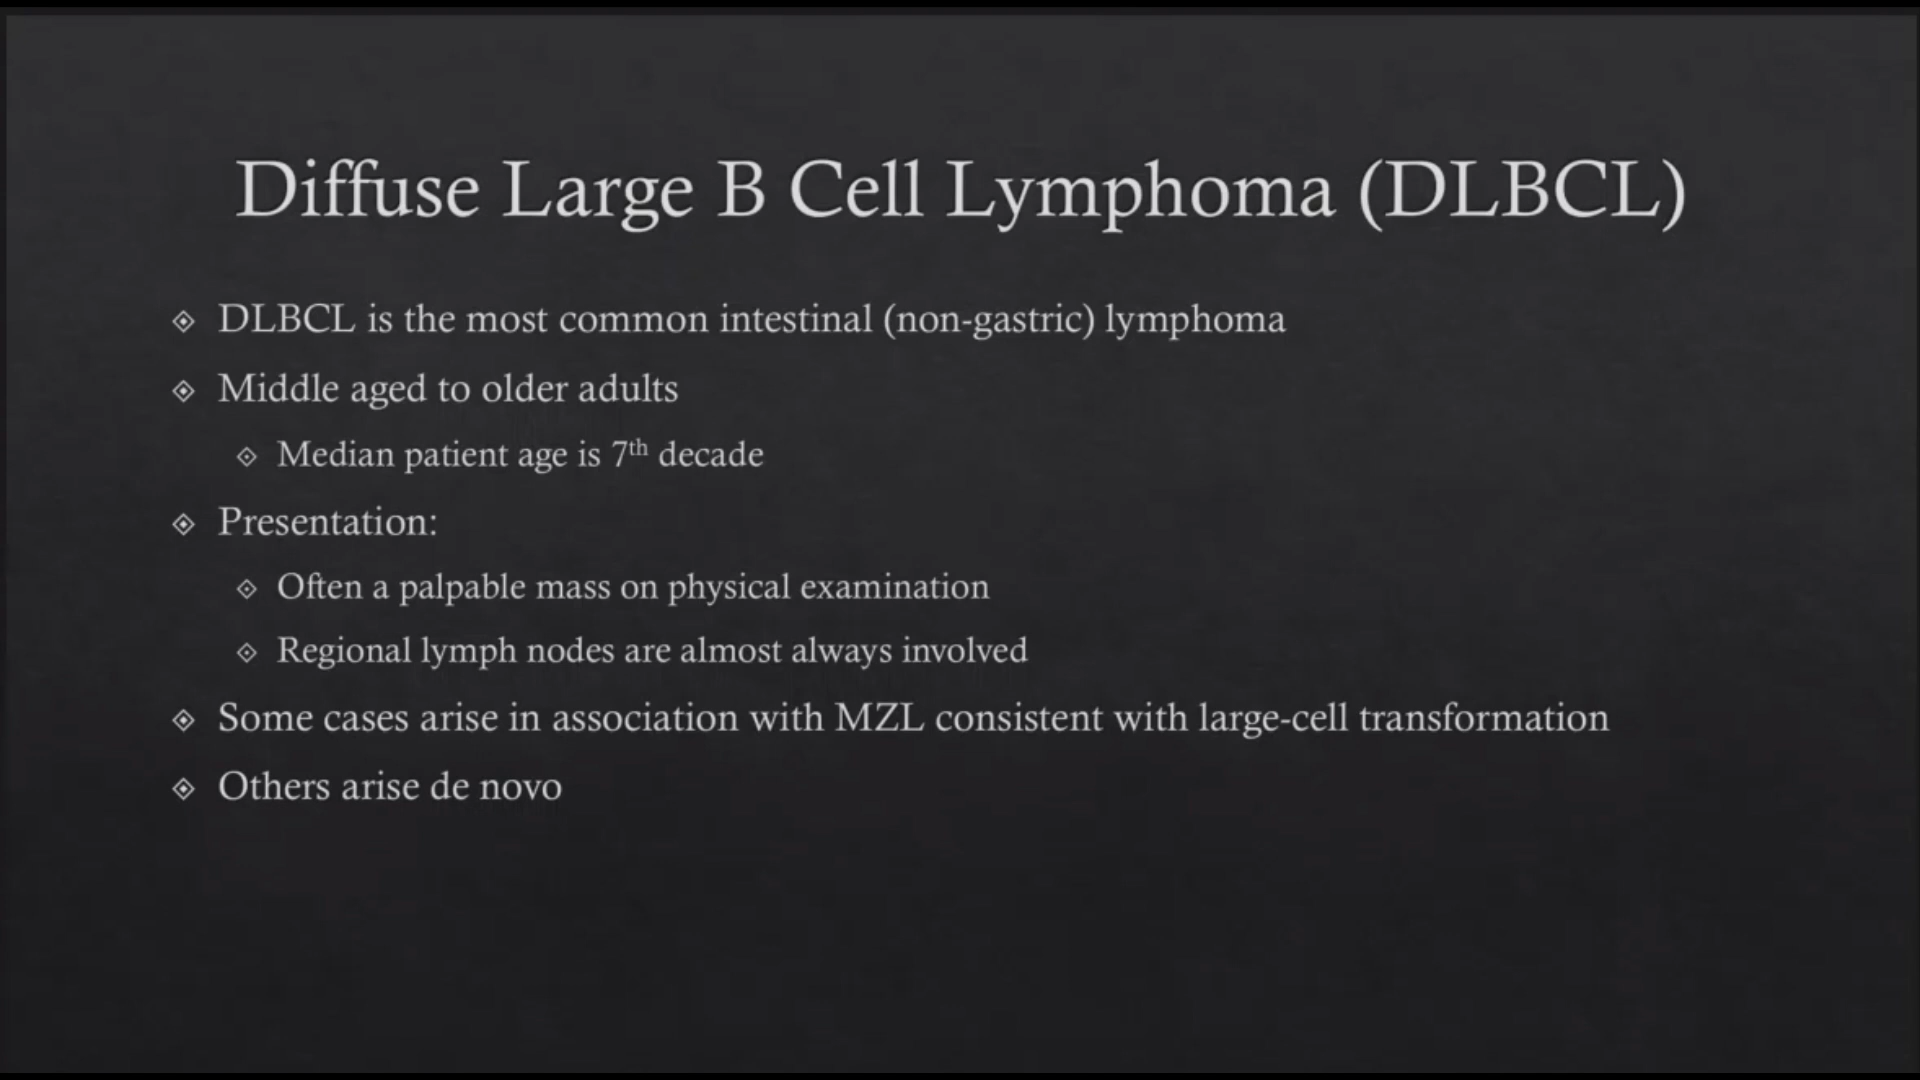 Diffuse Large B Cell Lymphoma (DLBCL)
DLBCL is the most common intestinal (non-gastric) lymphoma
Middle aged to older adults
Median patient age is 7th decade
Presentation:
Often a palpable mass on physical examination
Regional lymph nodes are almost always involved
Some cases arise in association with MZL consistent with large-cell transformation
Others arise de novo